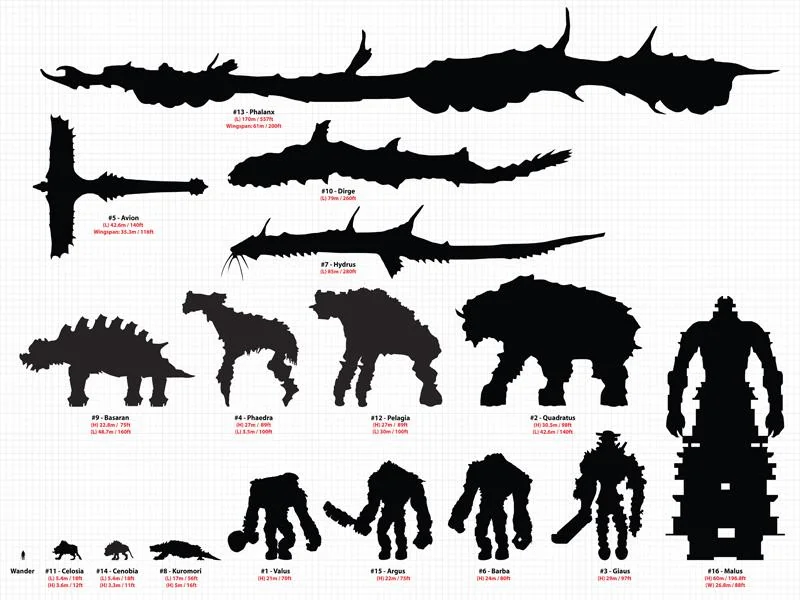 #13 - Phalanx
(L) 170m / 557ft
Wingspan: 61m / 200ft
#10 - Dirge
(L) 79m / 260ft
#5 - Avion
(L) 42.6m / 140ft
Wingspan: 35.3m / 116ft
#7 - Hydrus
(L) 85m / 280ft
#9 - Basaran
(H) 22.8m / 75ft
(L) 48.7m / 160ft
#4 - Phaedra
(H) 27m / 89ft
(L) 3.5m / 100ft
#12 - Pelagia
(H) 27m / 89ft
(L) 30m / 100ft
#2 - Quadratus
(H) 30.5m / 98ft
(L) 42.6m / 140ft
Wander
#11 - Celosia
(L) 5.4m / 18ft
(H) 3.6m / 12ft
#14 - Cenobia
(L) 5.4m / 18ft
(H) 3.3m / 11ft
#8 - Kuromori
(L) 17m / 56ft
(H) 5m / 16ft
#1 - Valus
(H) 21m / 70ft
#15 - Argus
(H) 22m / 75ft
#6 - Barba
(H) 24m / 80ft
#3 - Giaus
(H) 29m / 97ft
#16 - Malus
(H) 60m / 196.8ft
(W) 26.8m / 88ft